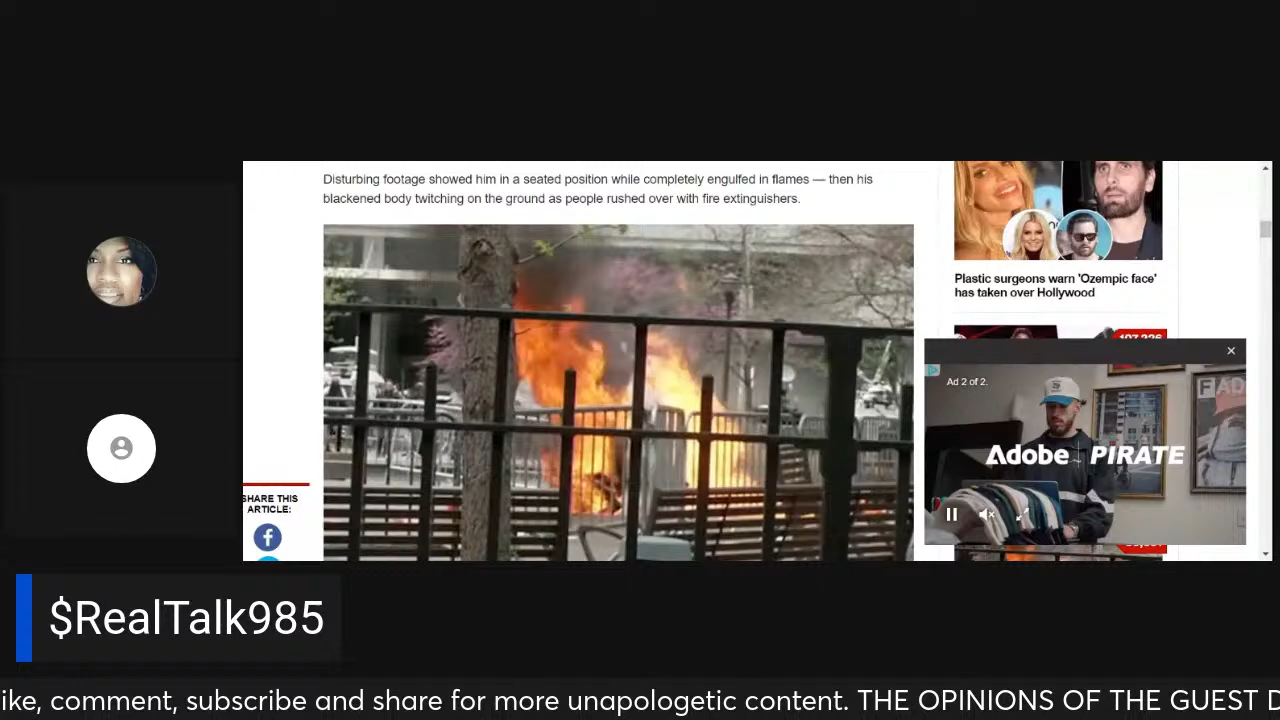 Disturbing footage showed him in a seated position while completely engulfed in flames — then his
blackened body twitching on the ground as people rushed over with fire extinguishers.
Plastic surgeons warn 'Ozempic face'
has taken over Hollywood
Ad 2 of 2.
FAD
Adobe PIRATE
SHARE THIS
ARTICLE:
$RealTalk985
ike, comment, subscribe and share for more unapologetic content. THE OPINIONS OF THE GUEST D